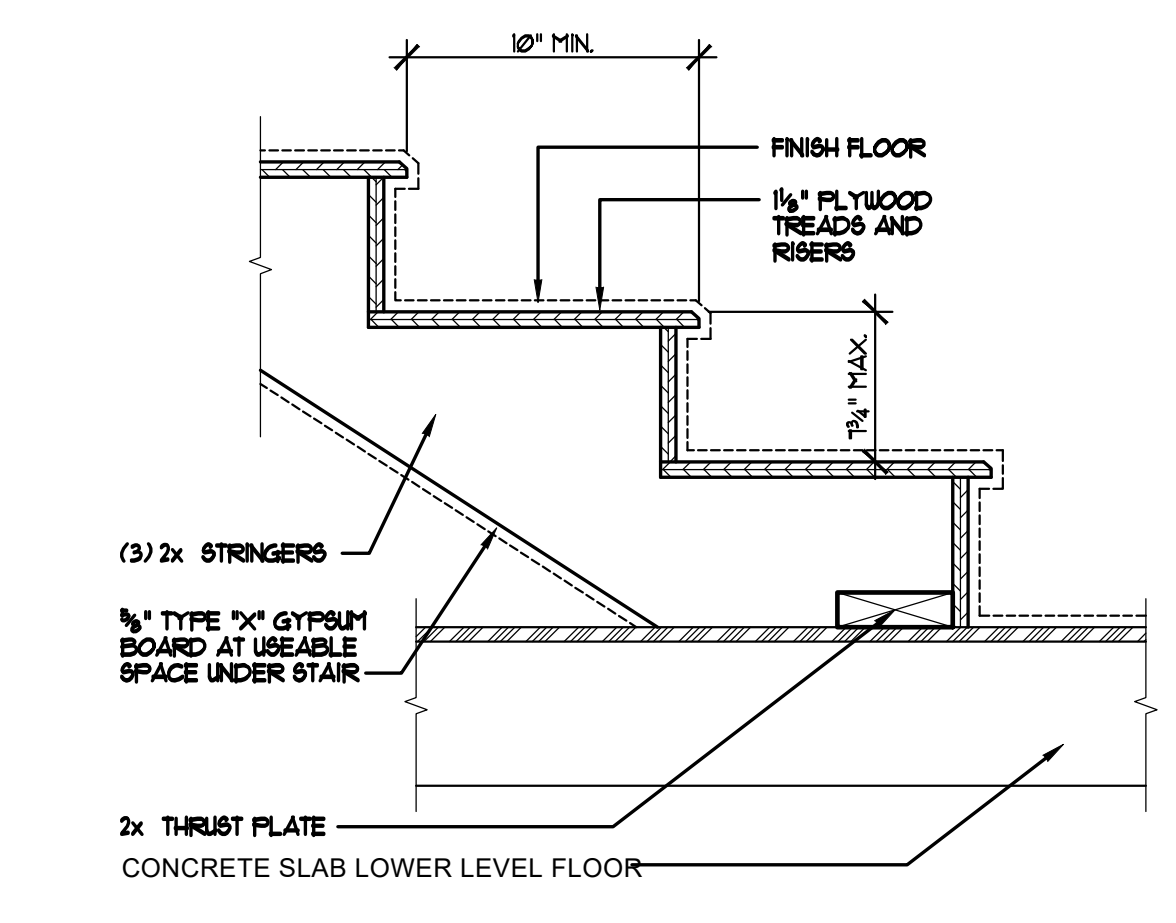 10" MIN.
FINISH FLOOR
1⅛" PLYWOOD
TREADS AND
RISERS
7¾" MAX.
(3) 2x STRINGERS
⅝" TYPE "X" GYPSUM
BOARD AT USEABLE
SPACE UNDER STAIR
2x THRUST PLATE
CONCRETE SLAB LOWER LEVEL FLOOR